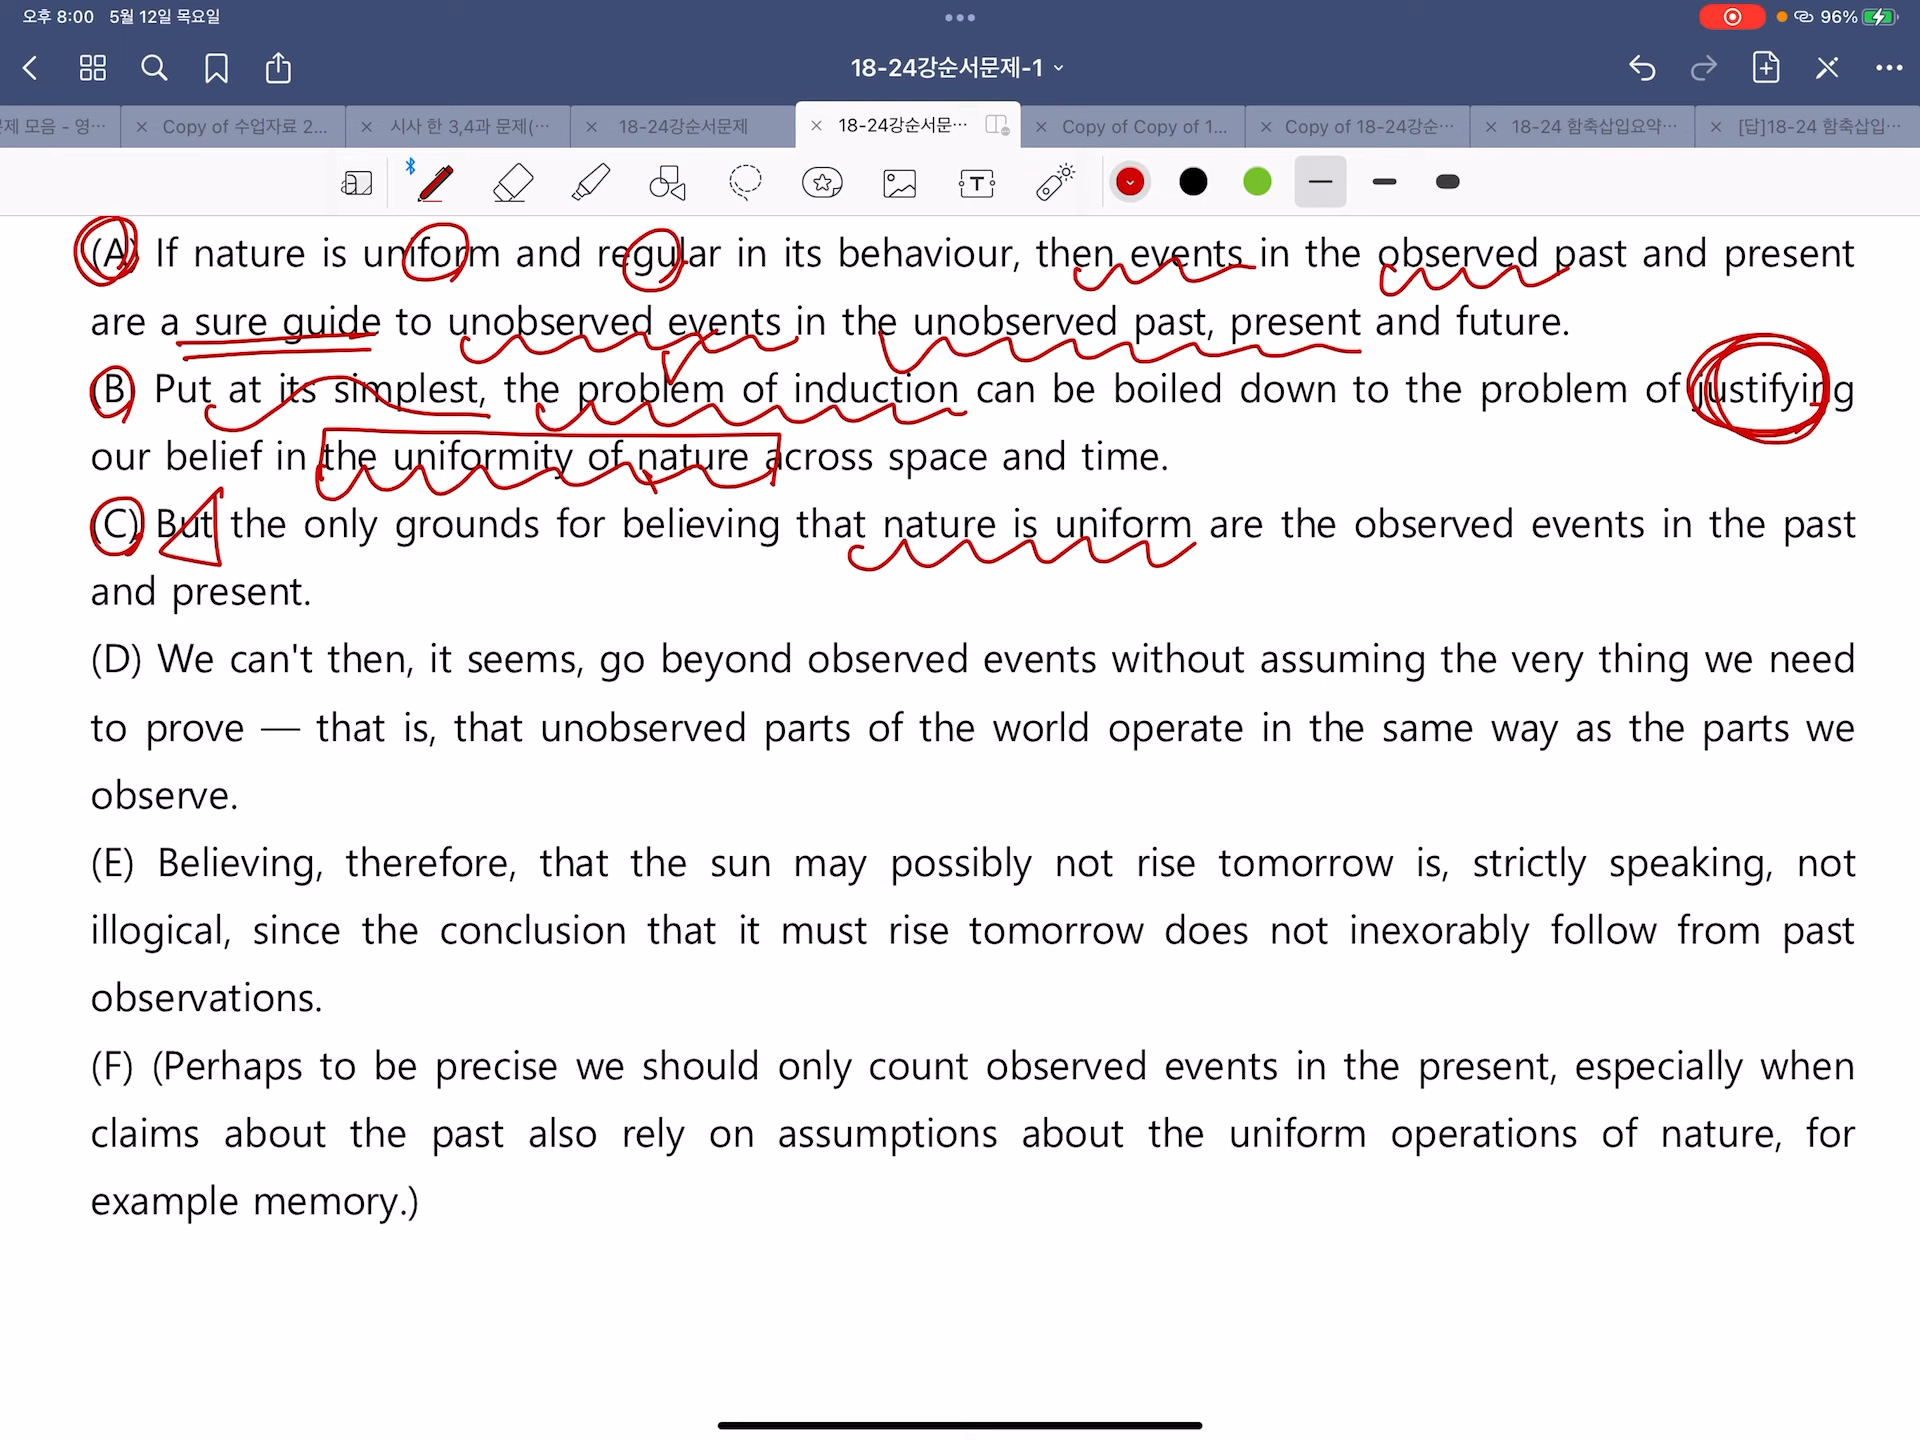 오후 8:00 5월 12일 목요일
96%
18-24강순서문제-1
제 모음 - 영…
Copy of 수업자료 2...
시사 한 3,4과 문제(…
18-24강순서문제
18-24강순서문…
Copy of Copy of 1...
Copy of 18-24강순…
18-24 함축삽입요약…
[답]18-24 함축삽입…
(A) If nature is uniform and regular in its behaviour, then events in the observed past and present
are a sure guide to unobserved events in the unobserved past, present and future.
(B) Put at its simplest, the problem of induction can be boiled down to the problem of justifying
our belief in the uniformity of nature across space and time.
(C) But the only grounds for believing that nature is uniform are the observed events in the past
and present.
(D) We can't then, it seems, go beyond observed events without assuming the very thing we need
to prove — that is, that unobserved parts of the world operate in the same way as the parts we
observe.
(E) Believing, therefore, that the sun may possibly not rise tomorrow is, strictly speaking, not
illogical, since the conclusion that it must rise tomorrow does not inexorably follow from past
observations.
(F) (Perhaps to be precise we should only count observed events in the present, especially when
claims about the past also rely on assumptions about the uniform operations of nature, for
example memory.)